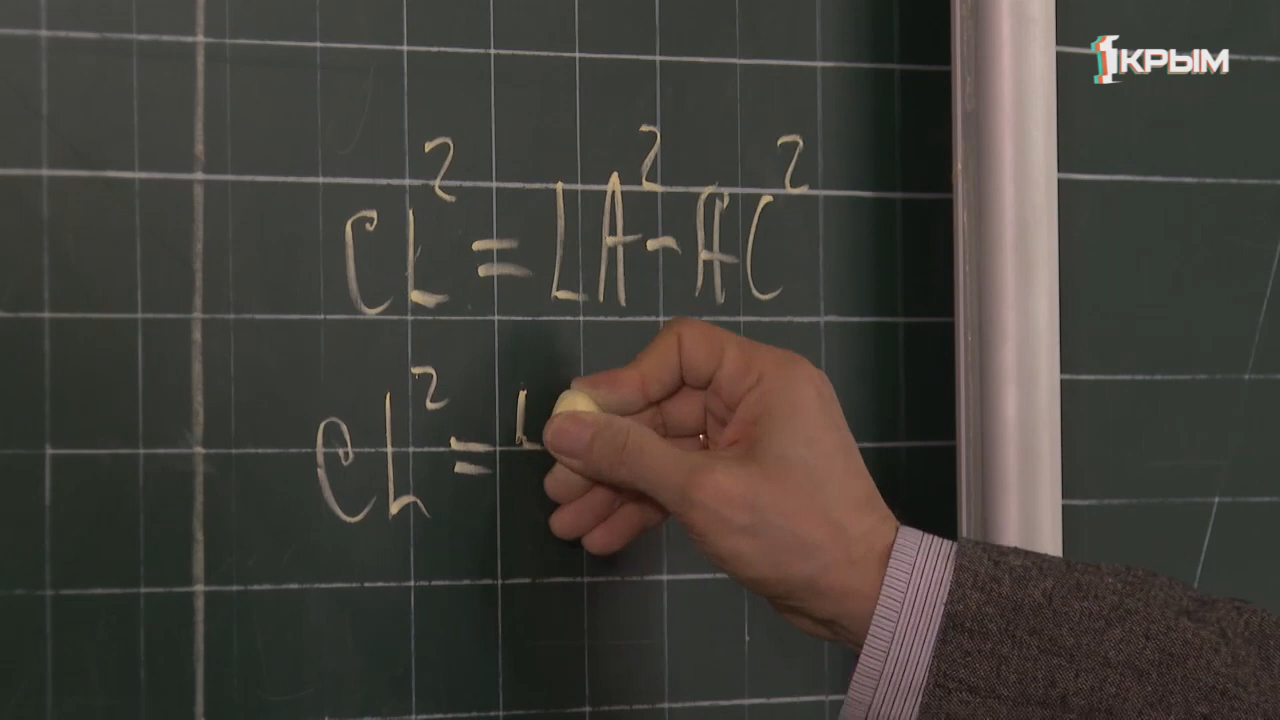 1КРЫМ
CL² = LA² - AC²
CL² = L